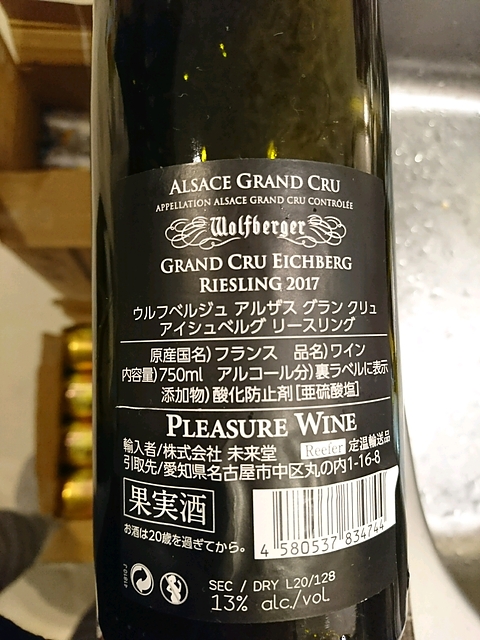 ALSACE GRAND CRU
APPELLATION ALSACE GRAND CRU CONTRÔLÉE
Wolfberger
GRAND CRU EICHBERG
RIESLING 2017
ウルフベルジュ アルザス グラン クリュ
アイシュベルグ リースリング
原産国名)フランス 品名)ワイン
内容量)750ml アルコール分)裏ラベルに表示
添加物)酸化防止剤[亜硫酸塩]
PLEASURE WINE
輸入者/株式会社 未来堂 Reefer 定温輸送品
引取先/愛知県名古屋市中区丸の内1-16-8
果実酒
お酒は20歳を過ぎてから。
4 580537 834744
SEC / DRY L20/128
13% alc./vol.